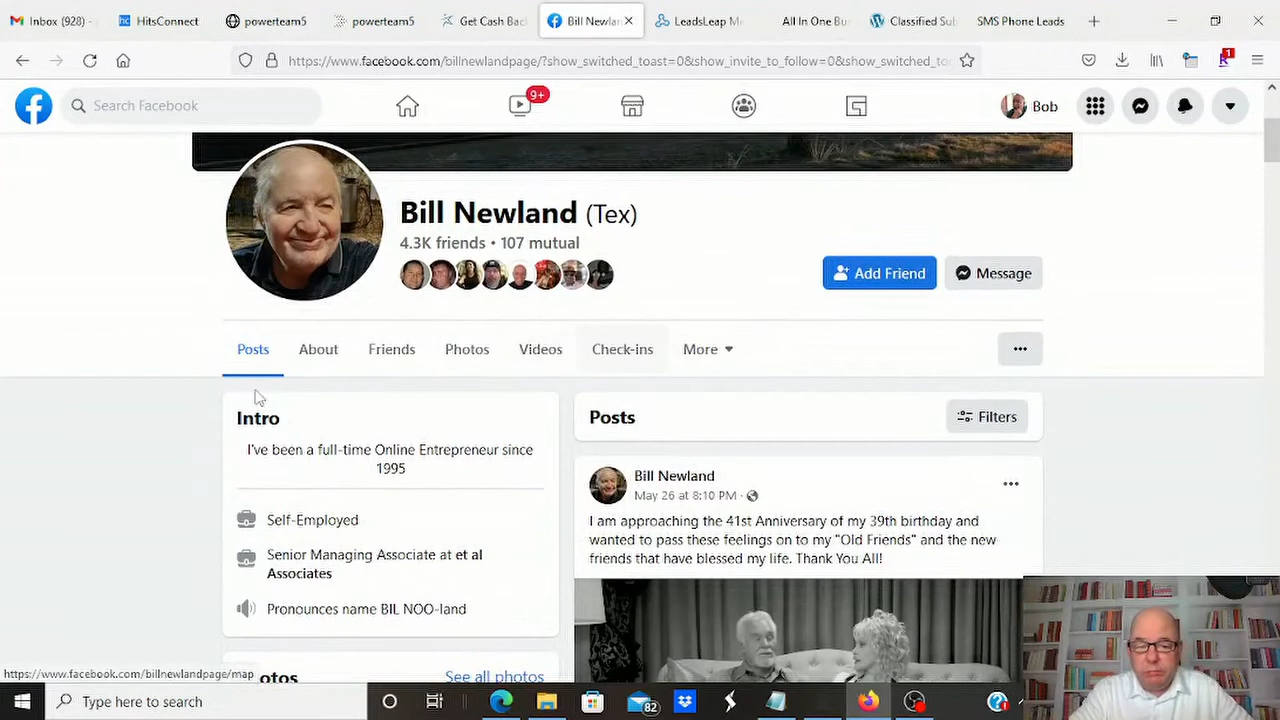 Inbox (928) -
HitsConnect
powerteam5
powerteam5
Get Cash Bac
Bill Newlan
LeadsLeap Me
All In One Bu
Classified Sub
SMS Phone Leads
https://www.facebook.com/billnewlandpage/?show_switched_toast=0&show_invite_to_follow=0&show_switched_to
1
Search Facebook
9+
Bob
Bill Newland (Tex)
4.3K friends • 107 mutual
Add Friend
Message
Posts
About
Friends
Photos
Videos
Check-ins
More
Intro
I've been a full-time Online Entrepreneur since
1995
Self-Employed
Senior Managing Associate at et al
Associates
Pronounces name BIL NOO-land
Posts
Filters
Bill Newland
May 26 at 8:10 PM ·
I am approaching the 41st Anniversary of my 39th birthday and
wanted to pass these feelings on to my "Old Friends" and the new
friends that have blessed my life. Thank You All!
https://www.facebook.com/billnewlandpage/map
otos
See all photos
Type here to search
82